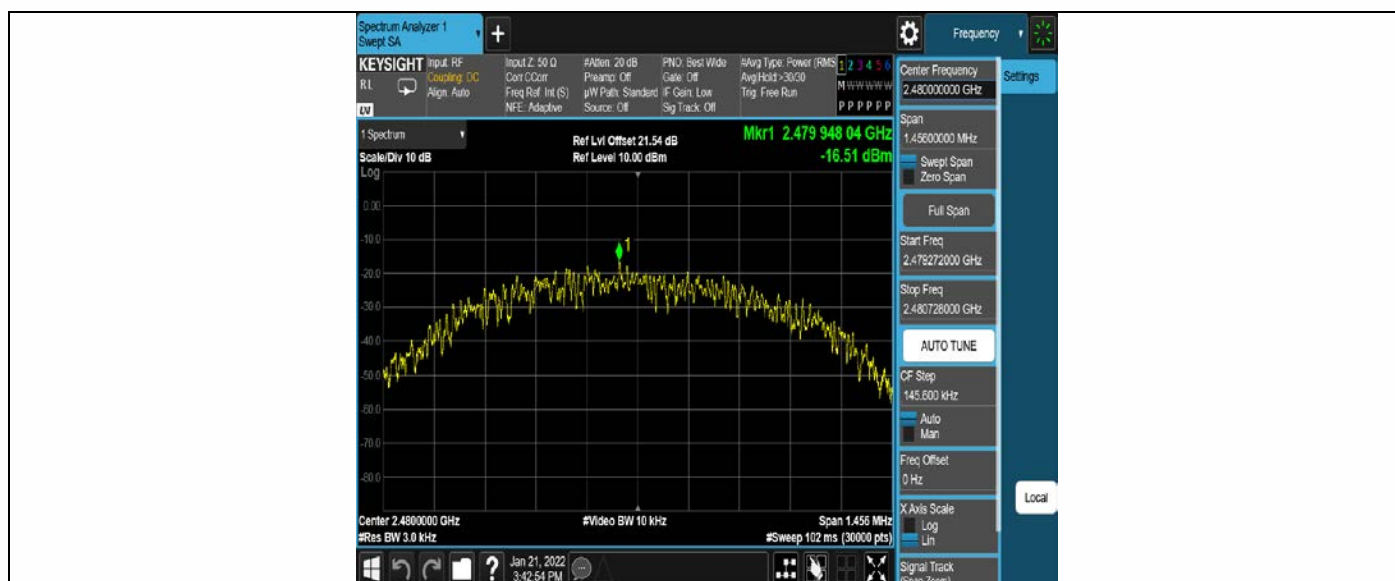 Spectrum Analyzer 1
Swept SA
+
Frequency
KEYSIGHT
RL
LXI
Input: RF
Coupling: DC
Align: Auto
Input Z: 50 Ω
Corr CCorr
Freq Ref: Int (S)
NFE: Adaptive
#Atten: 20 dB
Preamp: Off
µW Path: Standard
Source: Off
PNO: Best Wide
Gate: Off
IF Gain: Low
Sig Track: Off
#Avg Type: Power (RMS
Avg|Hold:>30/30
Trig: Free Run
1 2 3 4 5 6
M W W W W W
P P P P P P
Center Frequency
2.480000000 GHz
Settings
Span
1.45600000 MHz
Swept Span
Zero Span
Full Span
Start Freq
2.479272000 GHz
Stop Freq
2.480728000 GHz
AUTO TUNE
CF Step
145.600 kHz
Auto
Man
Freq Offset
0 Hz
X Axis Scale
Log
Lin
Signal Track
(Span Zoom)
Local
1 Spectrum
Scale/Div 10 dB
Log
Ref Lvl Offset 21.54 dB
Ref Level 10.00 dBm
Mkr1 2.479 948 04 GHz
-16.51 dBm
0.00
-10.0
-20.0
-30.0
-40.0
-50.0
-60.0
-70.0
-80.0
1
Center 2.4800000 GHz
#Res BW 3.0 kHz
#Video BW 10 kHz
Span 1.456 MHz
#Sweep 102 ms (30000 pts)
?
Jan 21, 2022
3:42:54 PM